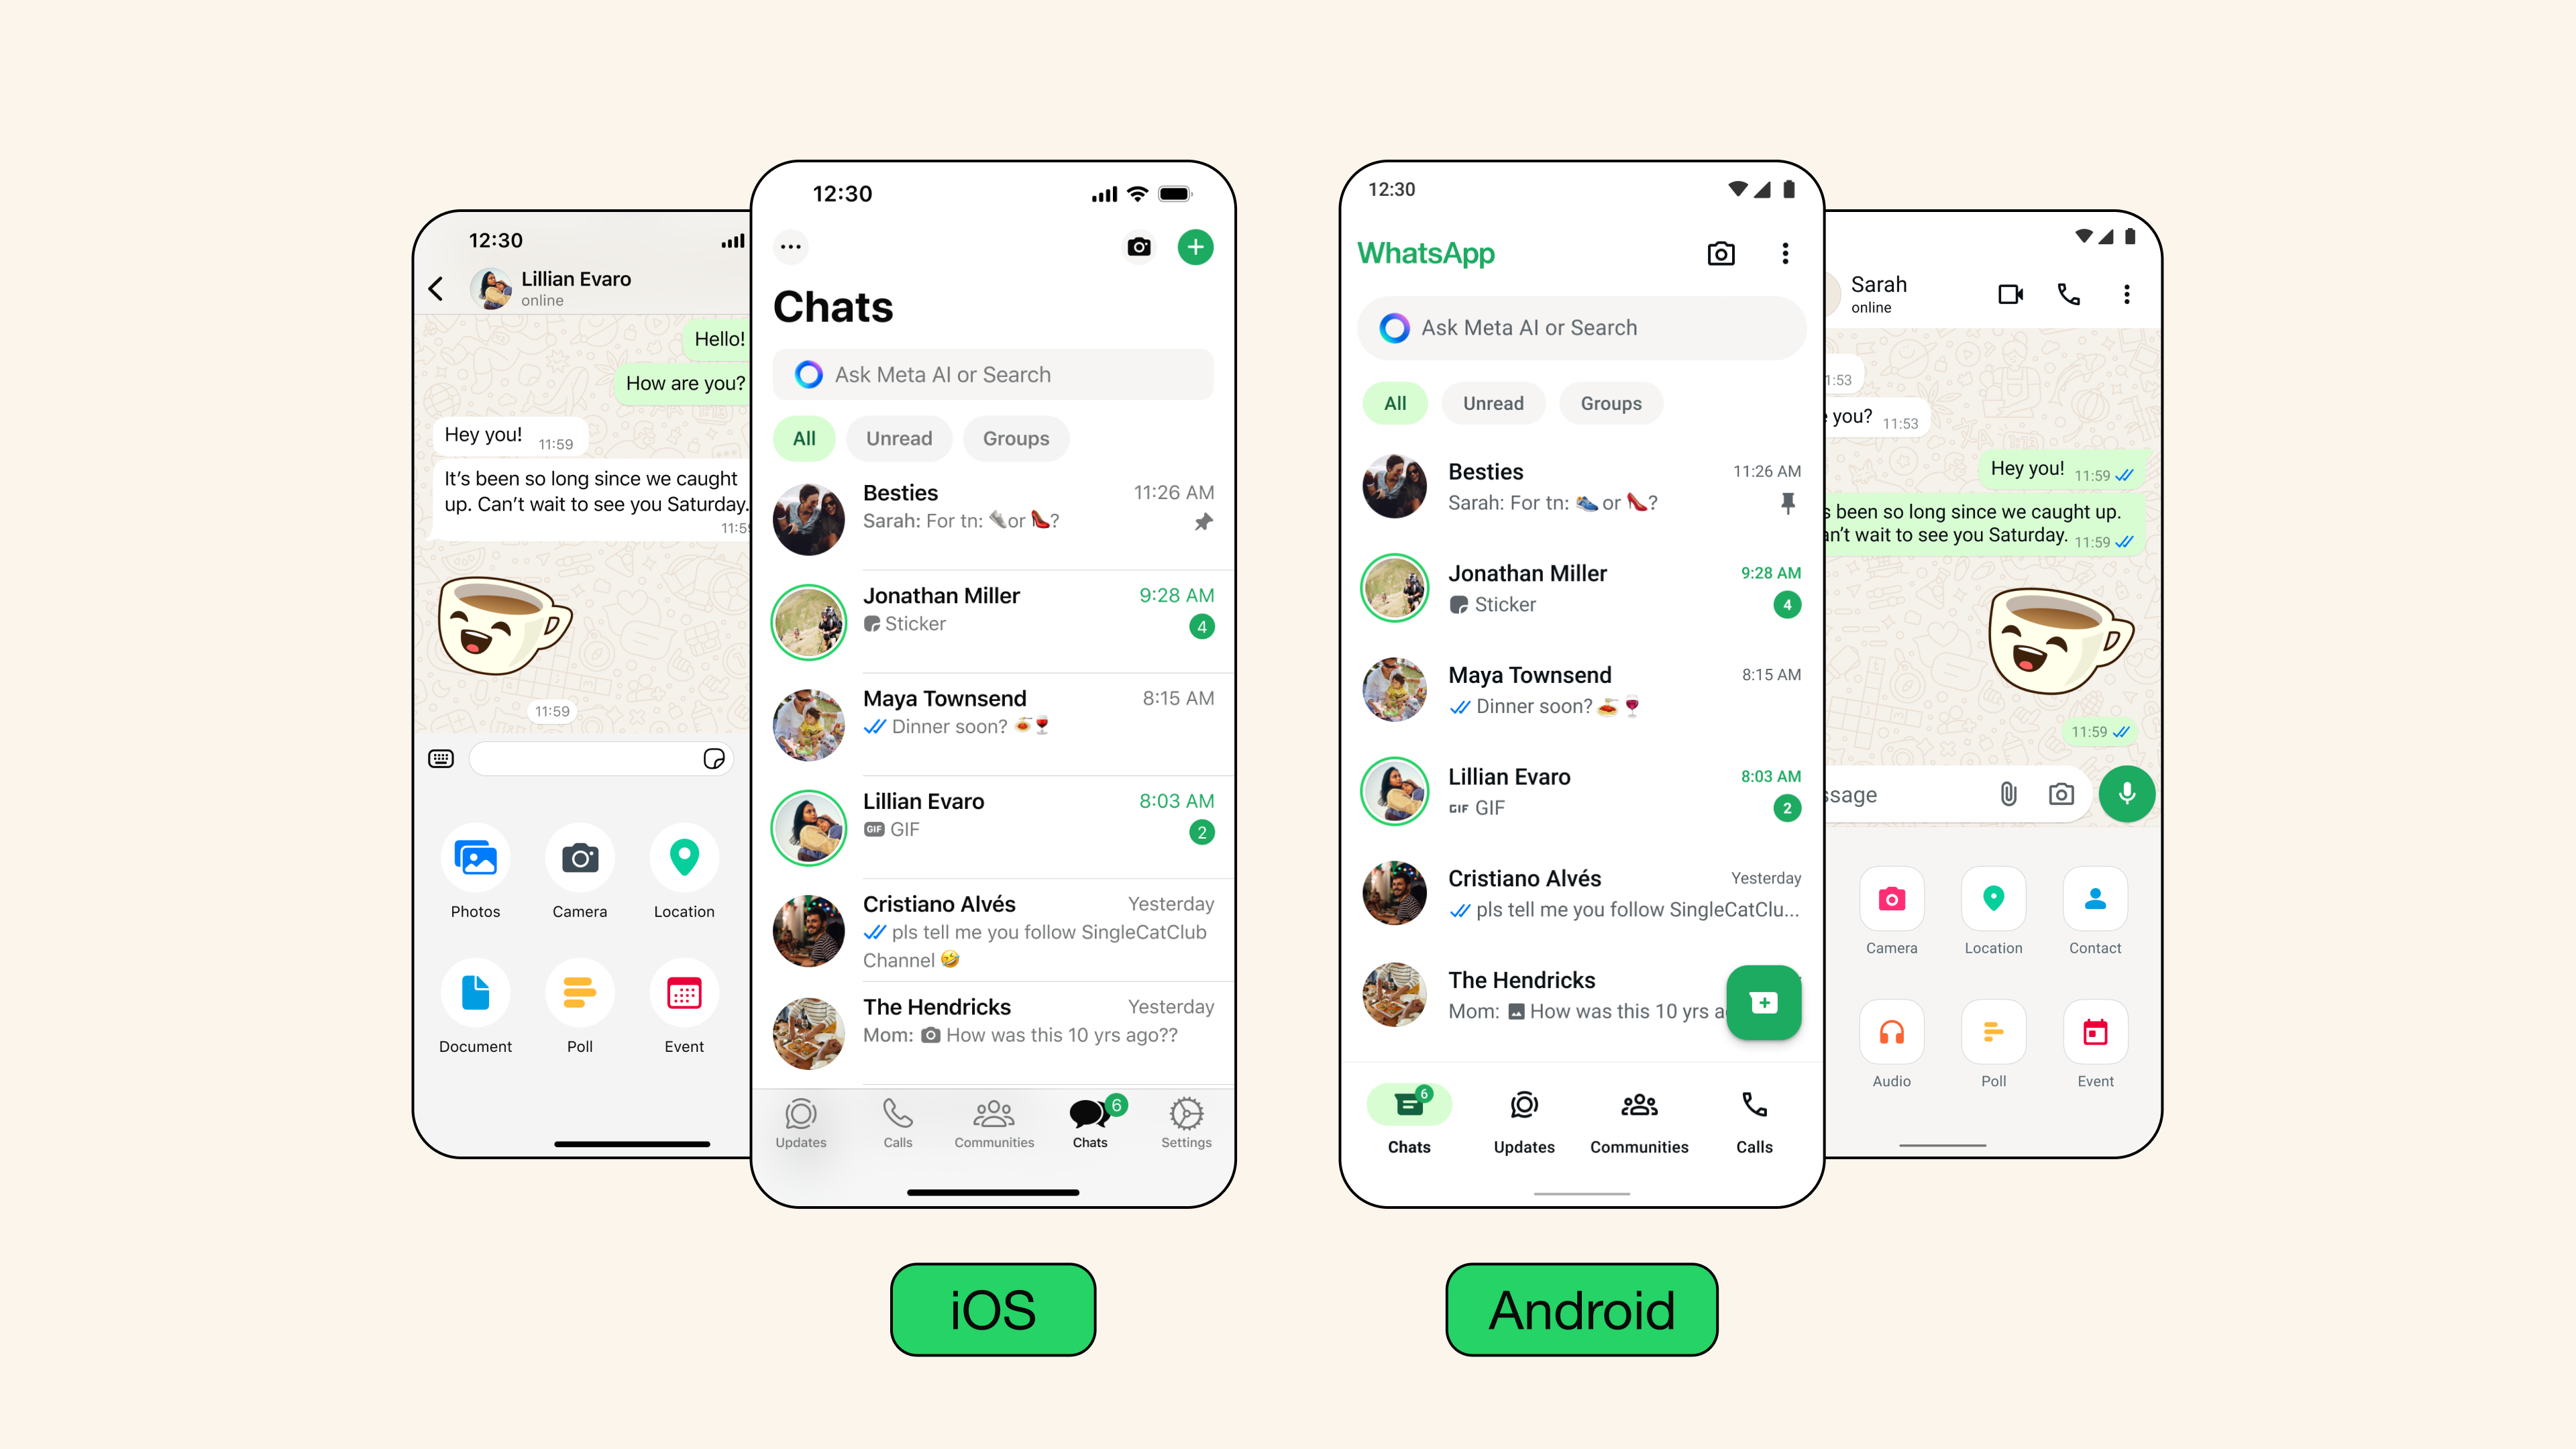 12:30
Lillian Evaro
online
Hello!
How are you?
Hey you! 11:59
It’s been so long since we caught
up. Can’t wait to see you Saturday.
11:59
Photos
Camera
Location
Document
Poll
Event
12:30
Chats
Ask Meta AI or Search
All
Unread
Groups
Besties 11:26 AM
Sarah: For tn: 👟or 👠?
Jonathan Miller 9:28 AM
Sticker 4
Maya Townsend 8:15 AM
Dinner soon? 🍝🍷
Lillian Evaro 8:03 AM
GIF GIF 2
Cristiano Alvés Yesterday
pls tell me you follow SingleCatClub
Channel 🤣
The Hendricks Yesterday
Mom: How was this 10 yrs ago??
6
Updates
Calls
Communities
Chats
Settings
iOS
12:30
WhatsApp
Ask Meta AI or Search
All
Unread
Groups
Besties 11:26 AM
Sarah: For tn: 👟 or 👠?
Jonathan Miller 9:28 AM
Sticker 4
Maya Townsend 8:15 AM
Dinner soon? 🍝🍷
Lillian Evaro 8:03 AM
GIF GIF 2
Cristiano Alvés Yesterday
pls tell me you follow SingleCatClu...
The Hendricks
Mom: How was this 10 yrs
6
Chats
Updates
Communities
Calls
Android
Sarah
online
:53
you? 11:53
Hey you! 11:59
been so long since we caught up.
an’t wait to see you Saturday. 11:59
11:59
ssage
Camera
Location
Contact
Audio
Poll
Event